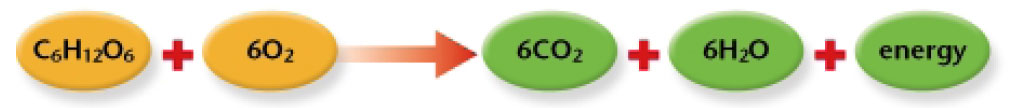 C₆H₁₂O₆ + 6O₂ → 6CO₂ + 6H₂O + energy